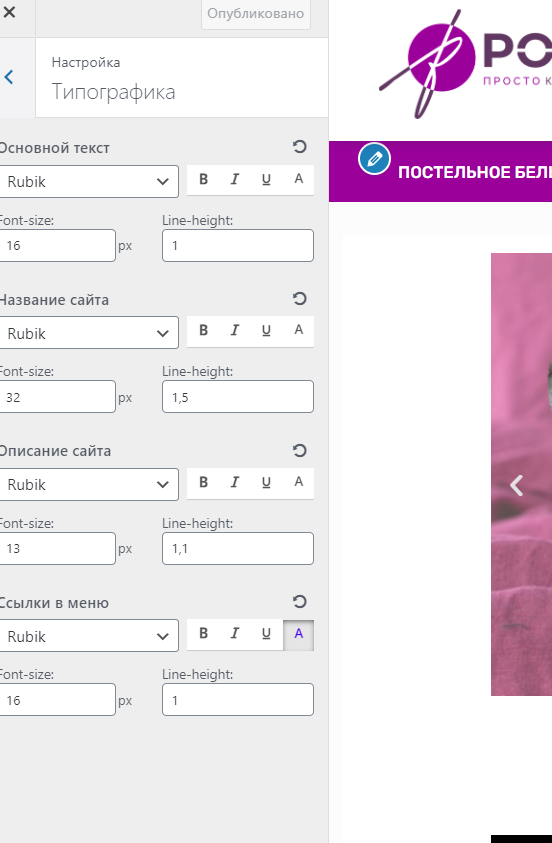 Опубликовано
Настройка
Типографика
Основной текст
Rubik B I U A
Font-size: Line-height:
16 px 1
Название сайта
Rubik B I U A
Font-size: Line-height:
32 px 1,5
Описание сайта
Rubik B I U A
Font-size: Line-height:
13 px 1,1
Ссылки в меню
Rubik B I U A
Font-size: Line-height:
16 px 1
РО
ПРОСТО К
ПОСТЕЛЬНОЕ БЕЛЬ